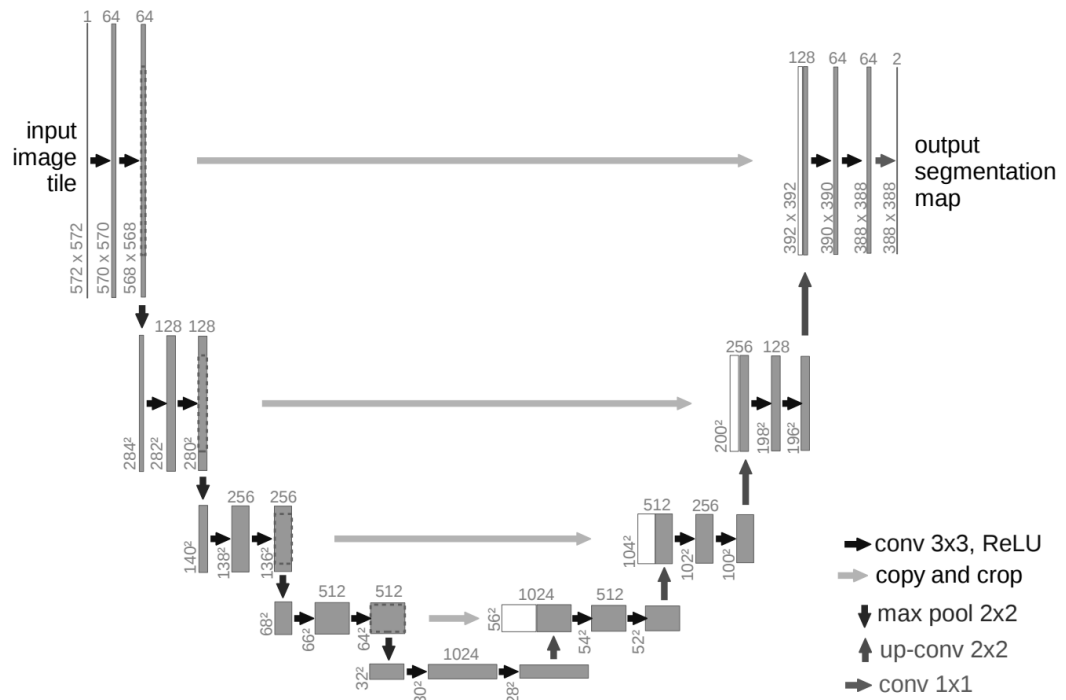 1 64 64
input
image
tile
572 x 572
570 x 570
568 x 568
128 64 64 2
output
segmentation
map
392 x 392
390 x 390
388 x 388
388 x 388
128 128
284²
282²
280²
256 128
200²
198²
196²
256 256
140²
138²
136²
512 256
104²
102²
100²
512 512
68²
66²
64²
1024 512
56²
54²
52²
1024
32²
30²
28²
conv 3x3, ReLU
copy and crop
max pool 2x2
up-conv 2x2
conv 1x1